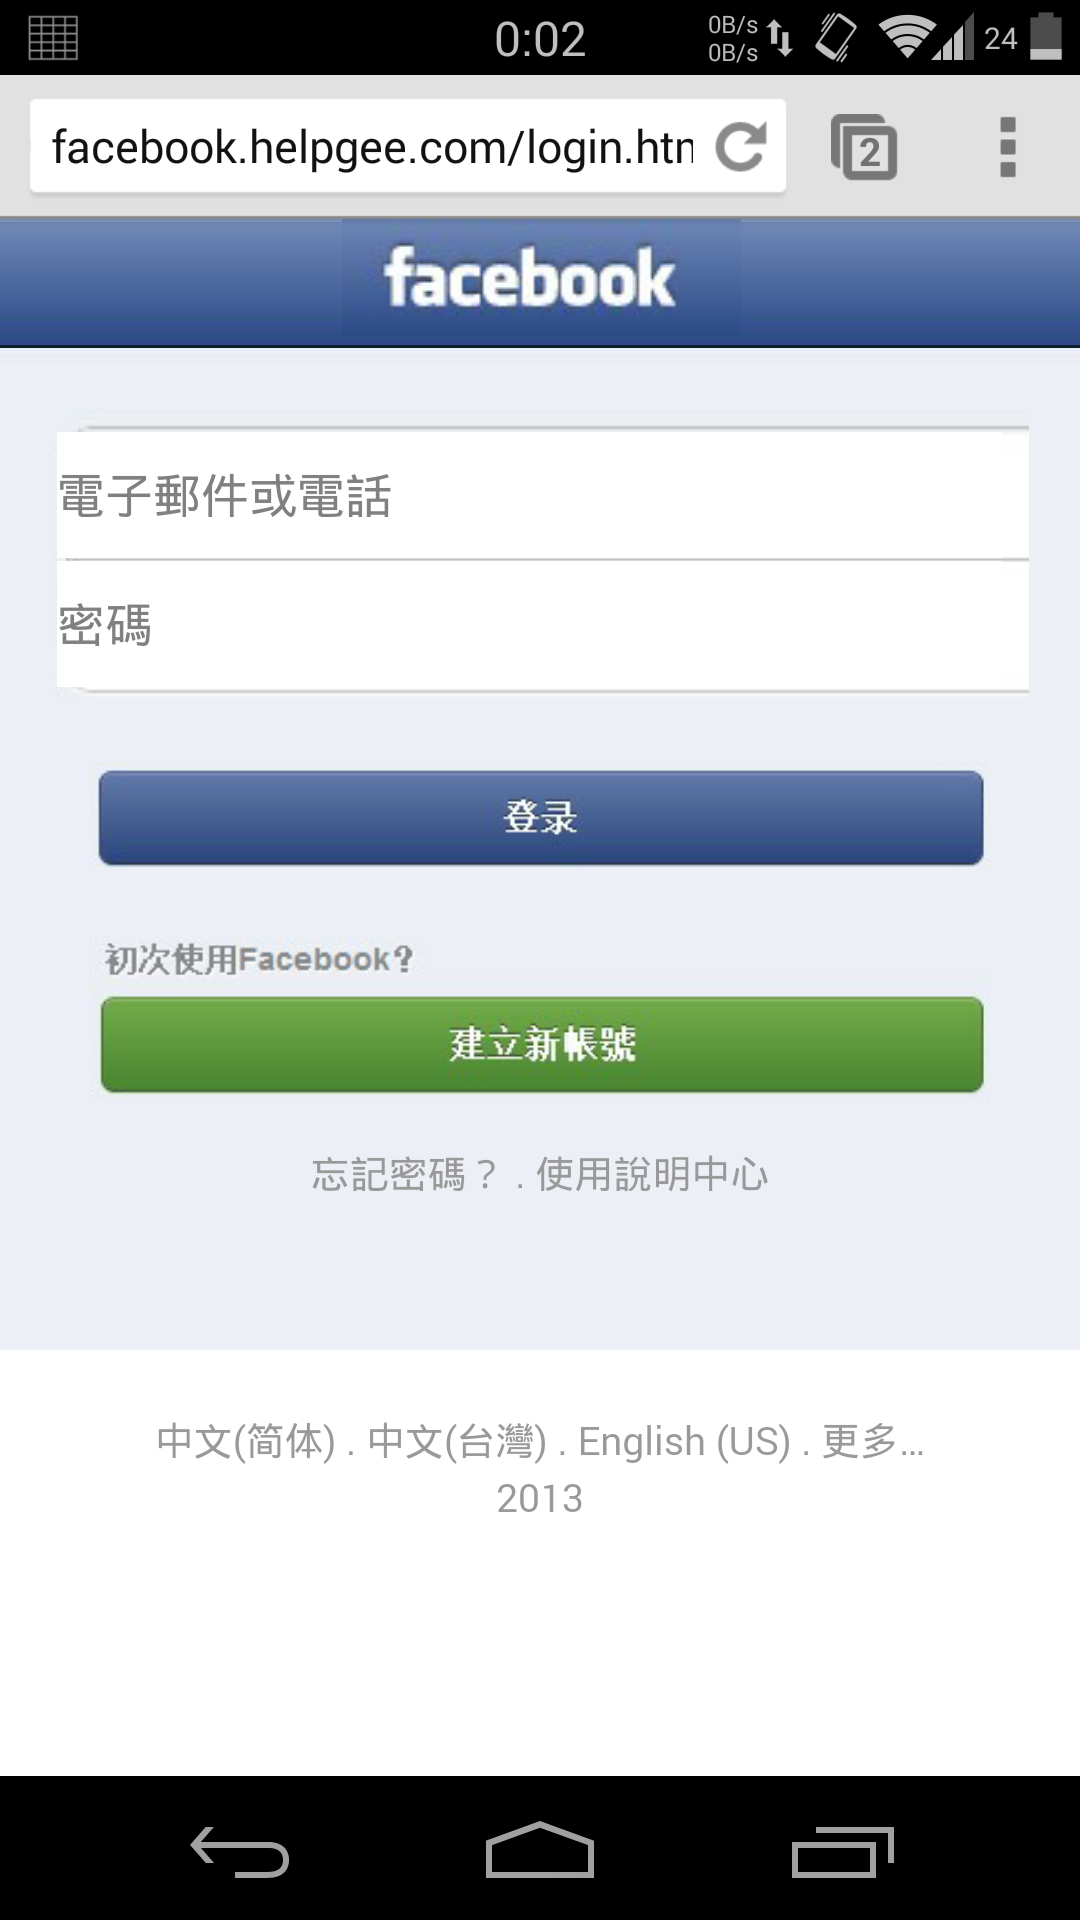 0:02
0B/s
0B/s
24
facebook.helpgee.com/login.htn
2
facebook
電子郵件或電話
密碼
登录
初次使用Facebook?
建立新帳號
忘記密碼？ . 使用說明中心
中文(简体) . 中文(台灣) . English (US) . 更多...
2013